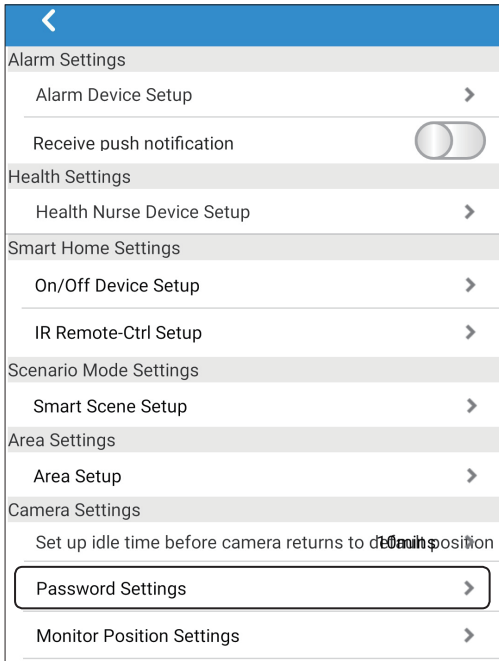 Alarm Settings
Alarm Device Setup
Receive push notification
Health Settings
Health Nurse Device Setup
Smart Home Settings
On/Off Device Setup
IR Remote-Ctrl Setup
Scenario Mode Settings
Smart Scene Setup
Area Settings
Area Setup
Camera Settings
Set up idle time before camera returns to default position 10mins
Password Settings
Monitor Position Settings